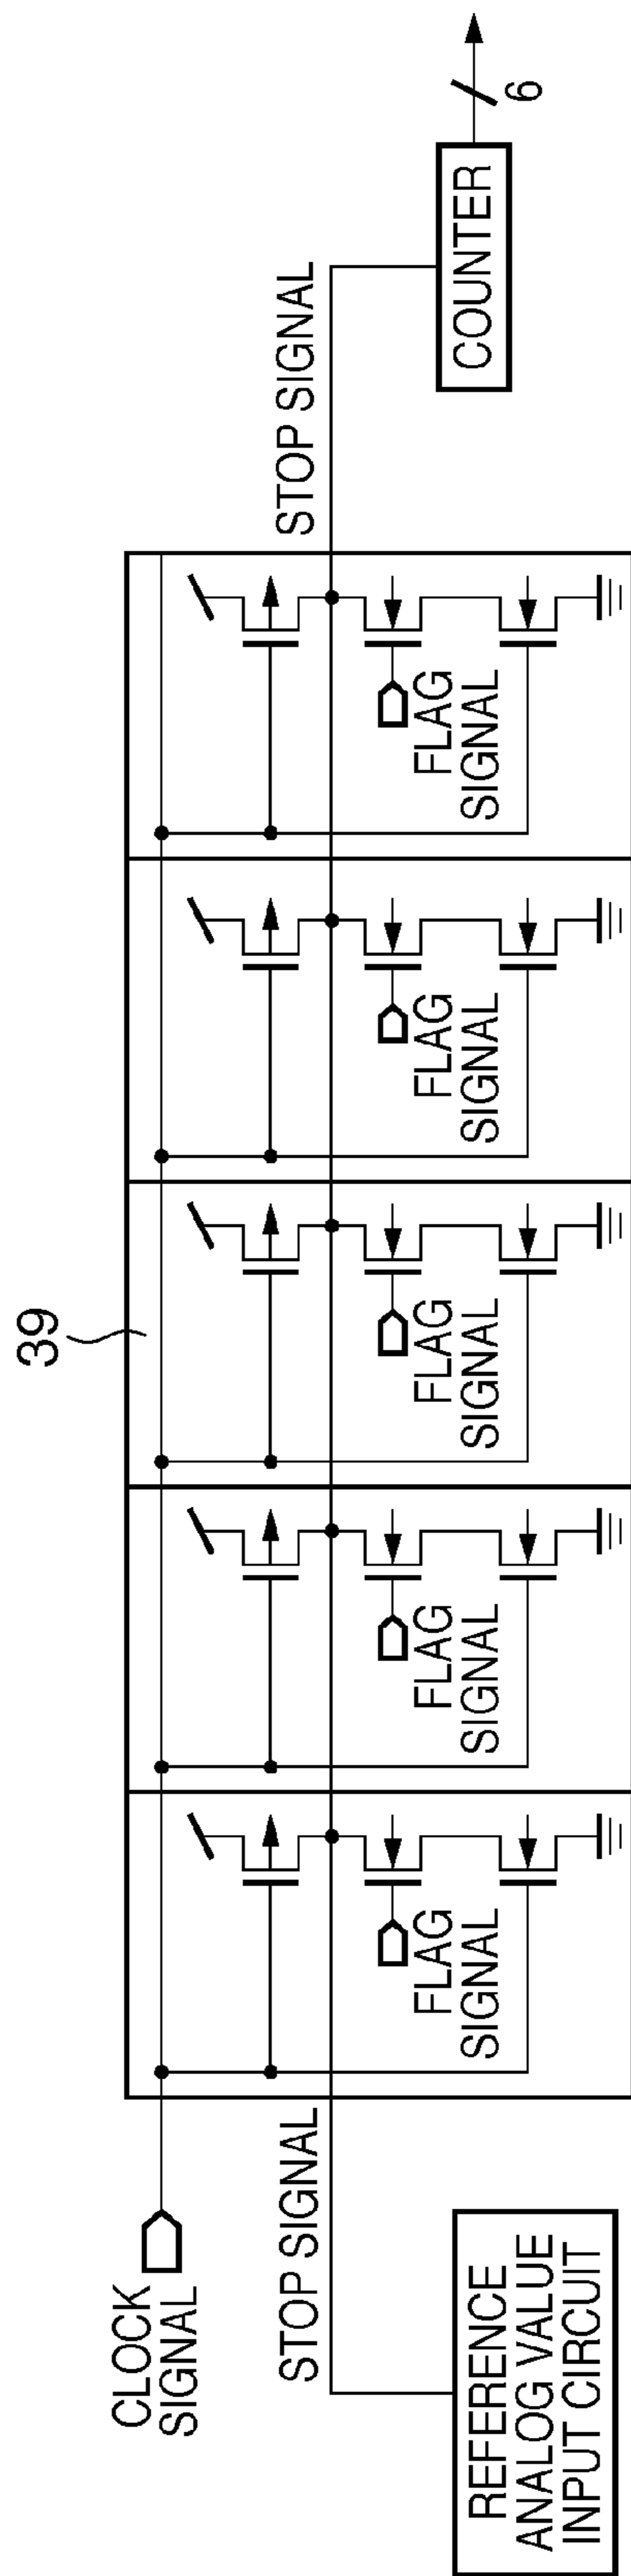 39
CLOCK
SIGNAL
STOP SIGNAL
STOP SIGNAL
FLAG
SIGNAL
FLAG
SIGNAL
FLAG
SIGNAL
FLAG
SIGNAL
FLAG
SIGNAL
REFERENCE
ANALOG VALUE
INPUT CIRCUIT
COUNTER
6